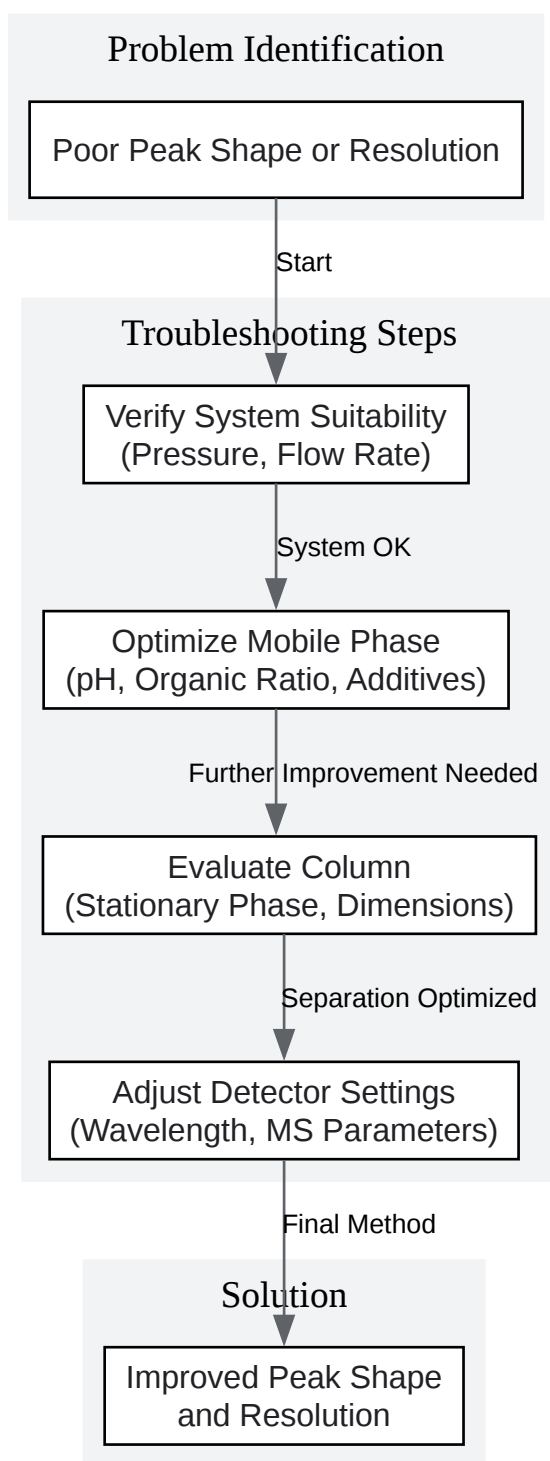 Problem Identification
Poor Peak Shape or Resolution
Start
Troubleshooting Steps
Verify System Suitability
(Pressure, Flow Rate)
System OK
Optimize Mobile Phase
(pH, Organic Ratio, Additives)
Further Improvement Needed
Evaluate Column
(Stationary Phase, Dimensions)
Separation Optimized
Adjust Detector Settings
(Wavelength, MS Parameters)
Final Method
Solution
Improved Peak Shape
and Resolution